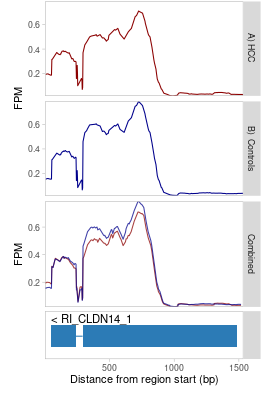 FPM
0.6
0.4
0.2
A) HCC
0.6
0.4
0.2
B): Controls
FPM
0.6
0.4
0.2
Combined
< RI_CLDN14_1
500
1000
1500
Distance from region start (bp)